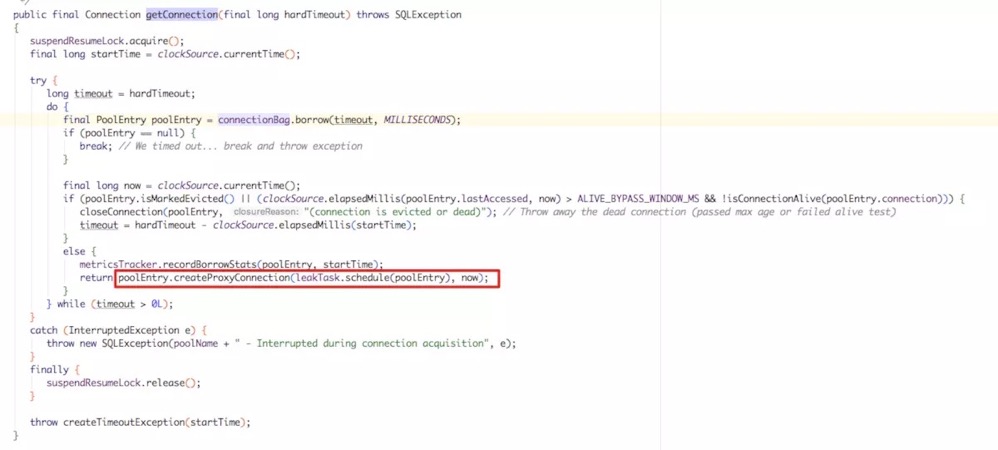 */
public final Connection getConnection(final long hardTimeout) throws SQLException
{
suspendResumeLock.acquire();
final long startTime = clockSource.currentTime();
try {
long timeout = hardTimeout;
do {
final PoolEntry poolEntry = connectionBag.borrow(timeout, MILLISECONDS);
if (poolEntry == null) {
break; // We timed out... break and throw exception
}
final long now = clockSource.currentTime();
if (poolEntry.isMarkedEvicted() || (clockSource.elapsedMillis(poolEntry.lastAccessed, now) > ALIVE_BYPASS_WINDOW_MS && !isConnectionAlive(poolEntry.connection))) {
closeConnection(poolEntry, closureReason: "(connection is evicted or dead)"); // Throw away the dead connection (passed max age or failed alive test)
timeout = hardTimeout - clockSource.elapsedMillis(startTime);
}
else {
metricsTracker.recordBorrowStats(poolEntry, startTime);
return poolEntry.createProxyConnection(leakTask.schedule(poolEntry), now);
}
} while (timeout > 0L);
}
catch (InterruptedException e) {
throw new SQLException(poolName + " - Interrupted during connection acquisition", e);
}
finally {
suspendResumeLock.release();
}
throw createTimeoutException(startTime);
}